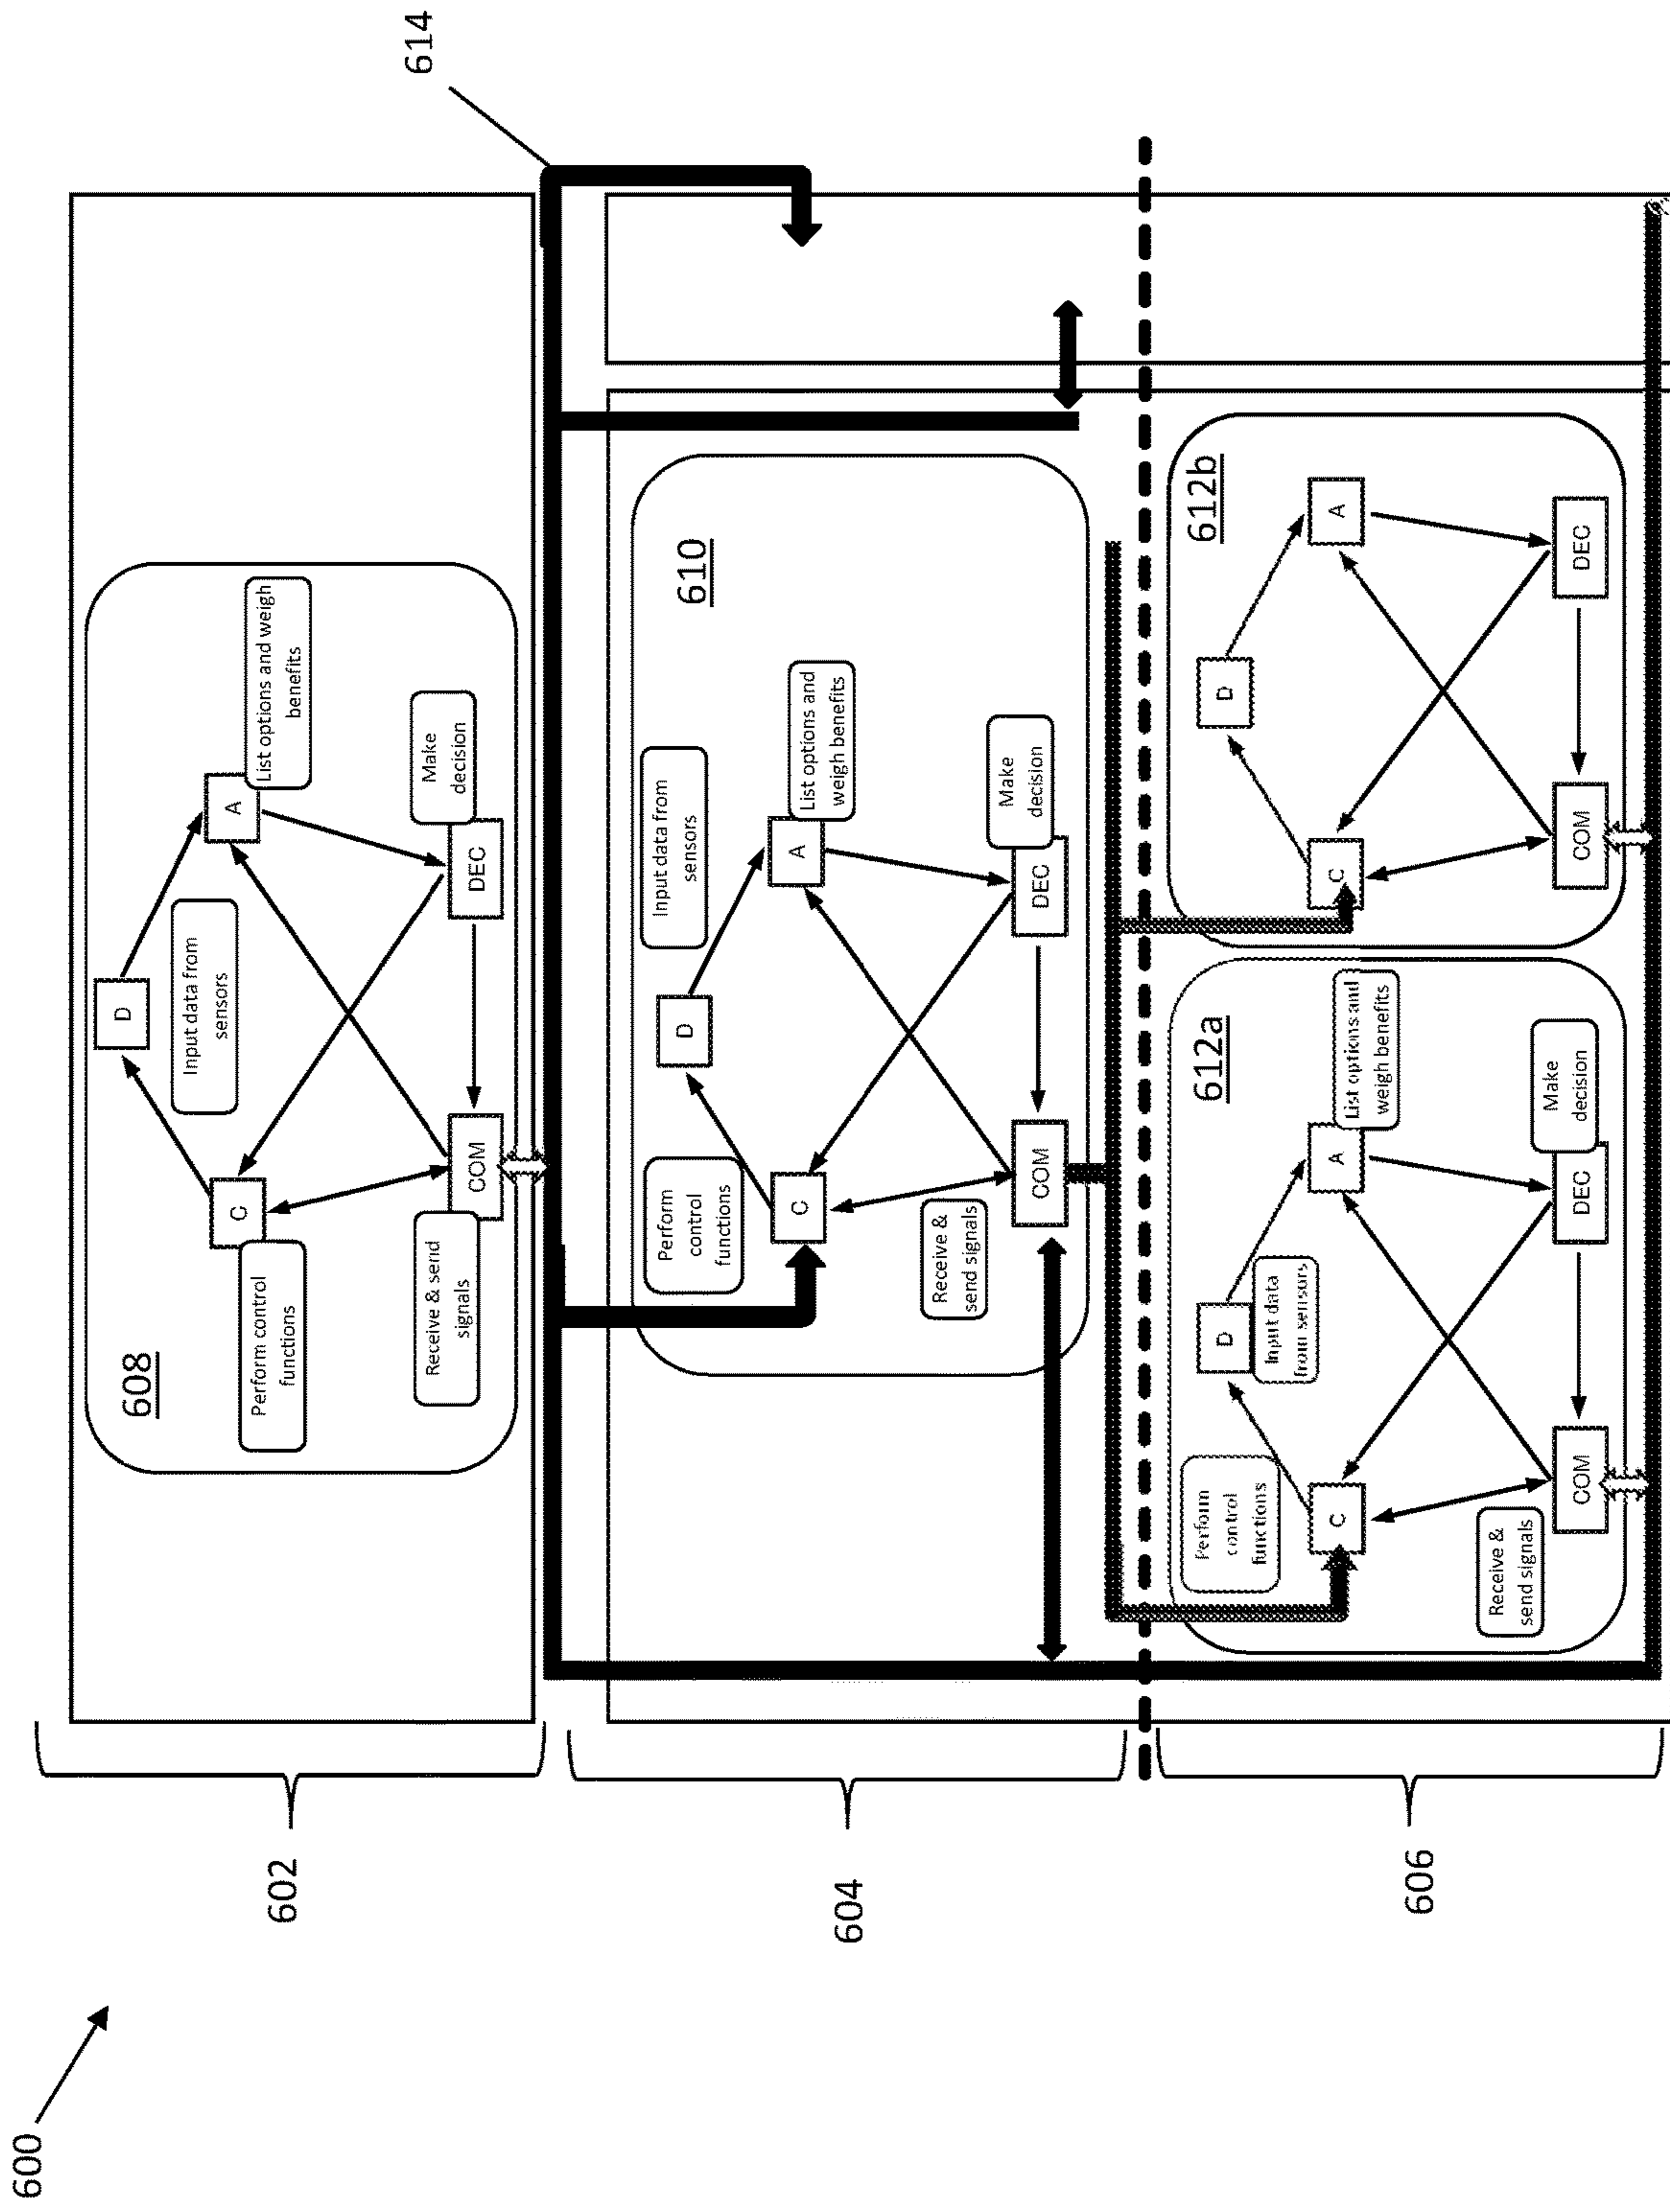 600
602
604
606
614
608
D
Input data from
sensors
A
List options and weigh
benefits
C
Perform control
functions
Make
decision
DEC
COM
Receive & send
signals
610
Input data from
sensors
D
A
List options and
weigh benefits
Perform
control
functions
C
Make
decision
DEC
COM
Receive &
send signals
612a
D
Input data
from sensors
A
List options and
weigh benefits
Perfom
control
functions
C
Make
decision
DEC
COM
Receive &
send signals
612b
D
A
C
DEC
COM